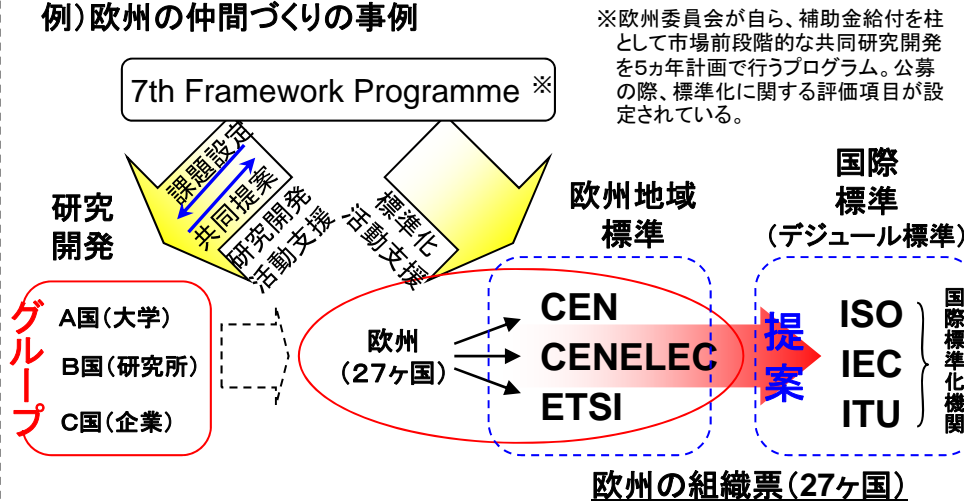 例）欧州の仲間づくりの事例
※欧州委員会が自ら、補助金給付を柱
として市場前段階的な共同研究開発
を５ヵ年計画で行うプログラム。公募
の際、標準化に関する評価項目が設
定されている。
7th Framework Programme ※
課題設定
共同提案
研究開発
活動支援
標準化
活動支援
研究
開発
欧州地域
標準
国際
標準
（デジュール標準）
グループ
A国（大学）
B国（研究所）
C国（企業）
欧州
（27ヶ国）
CEN
CENELEC
ETSI
提案
ISO
IEC
ITU
国際標準化機関
欧州の組織票（27ヶ国）